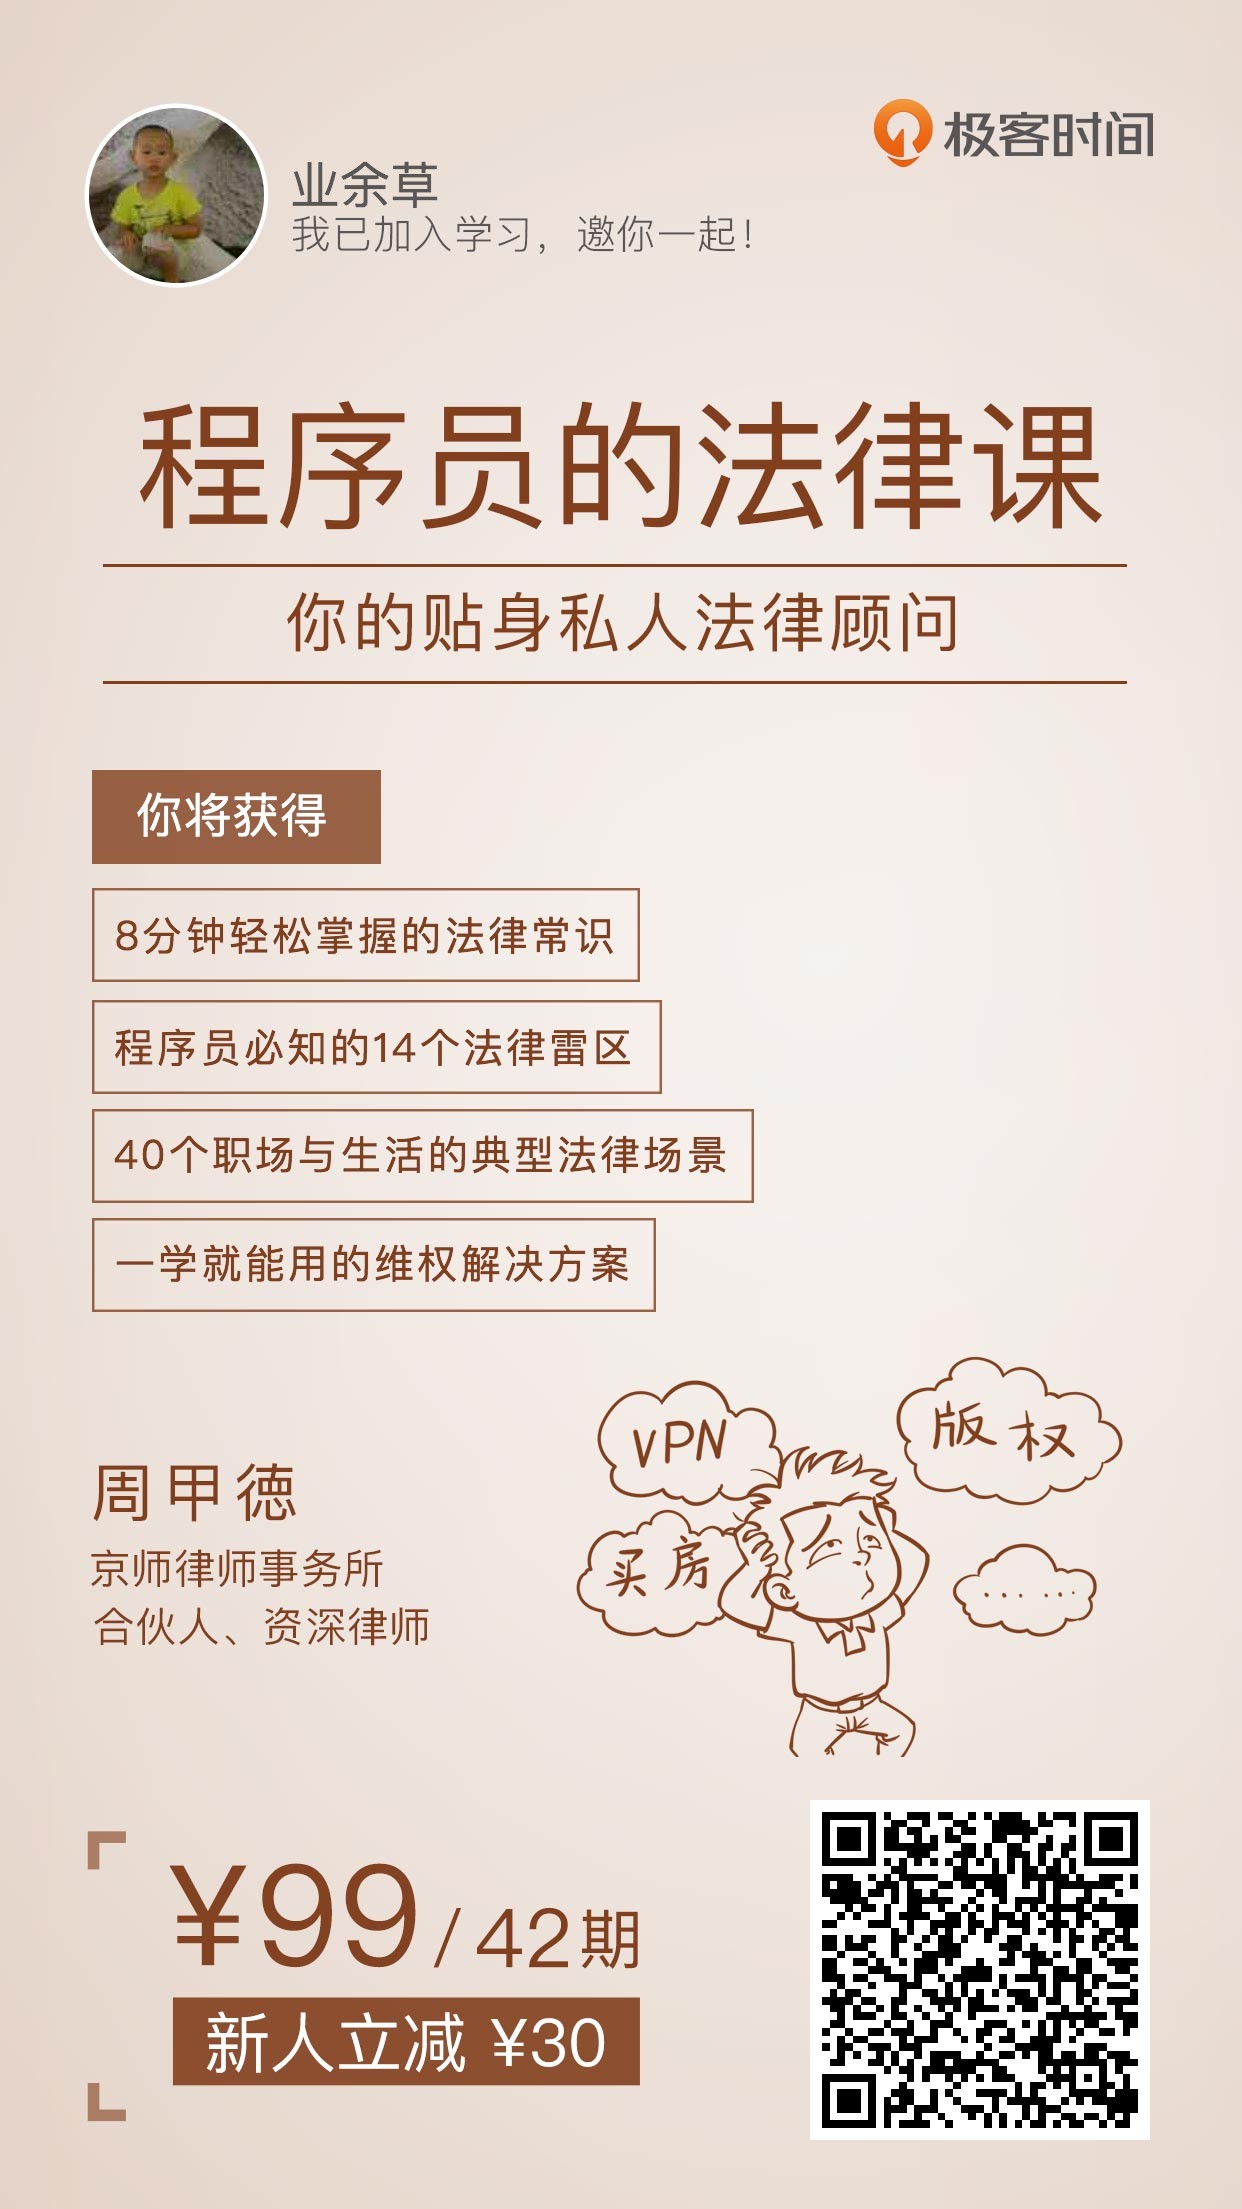 极客时间
业余草
我已加入学习，邀你一起！
程序员的法律课
你的贴身私人法律顾问
你将获得
8分钟轻松掌握的法律常识
程序员必知的14个法律雷区
40个职场与生活的典型法律场景
一学就能用的维权解决方案
VPN
版权
买房
... ...
周甲徳
京师律师事务所
合伙人、资深律师
¥99/42期
新人立减 ¥30